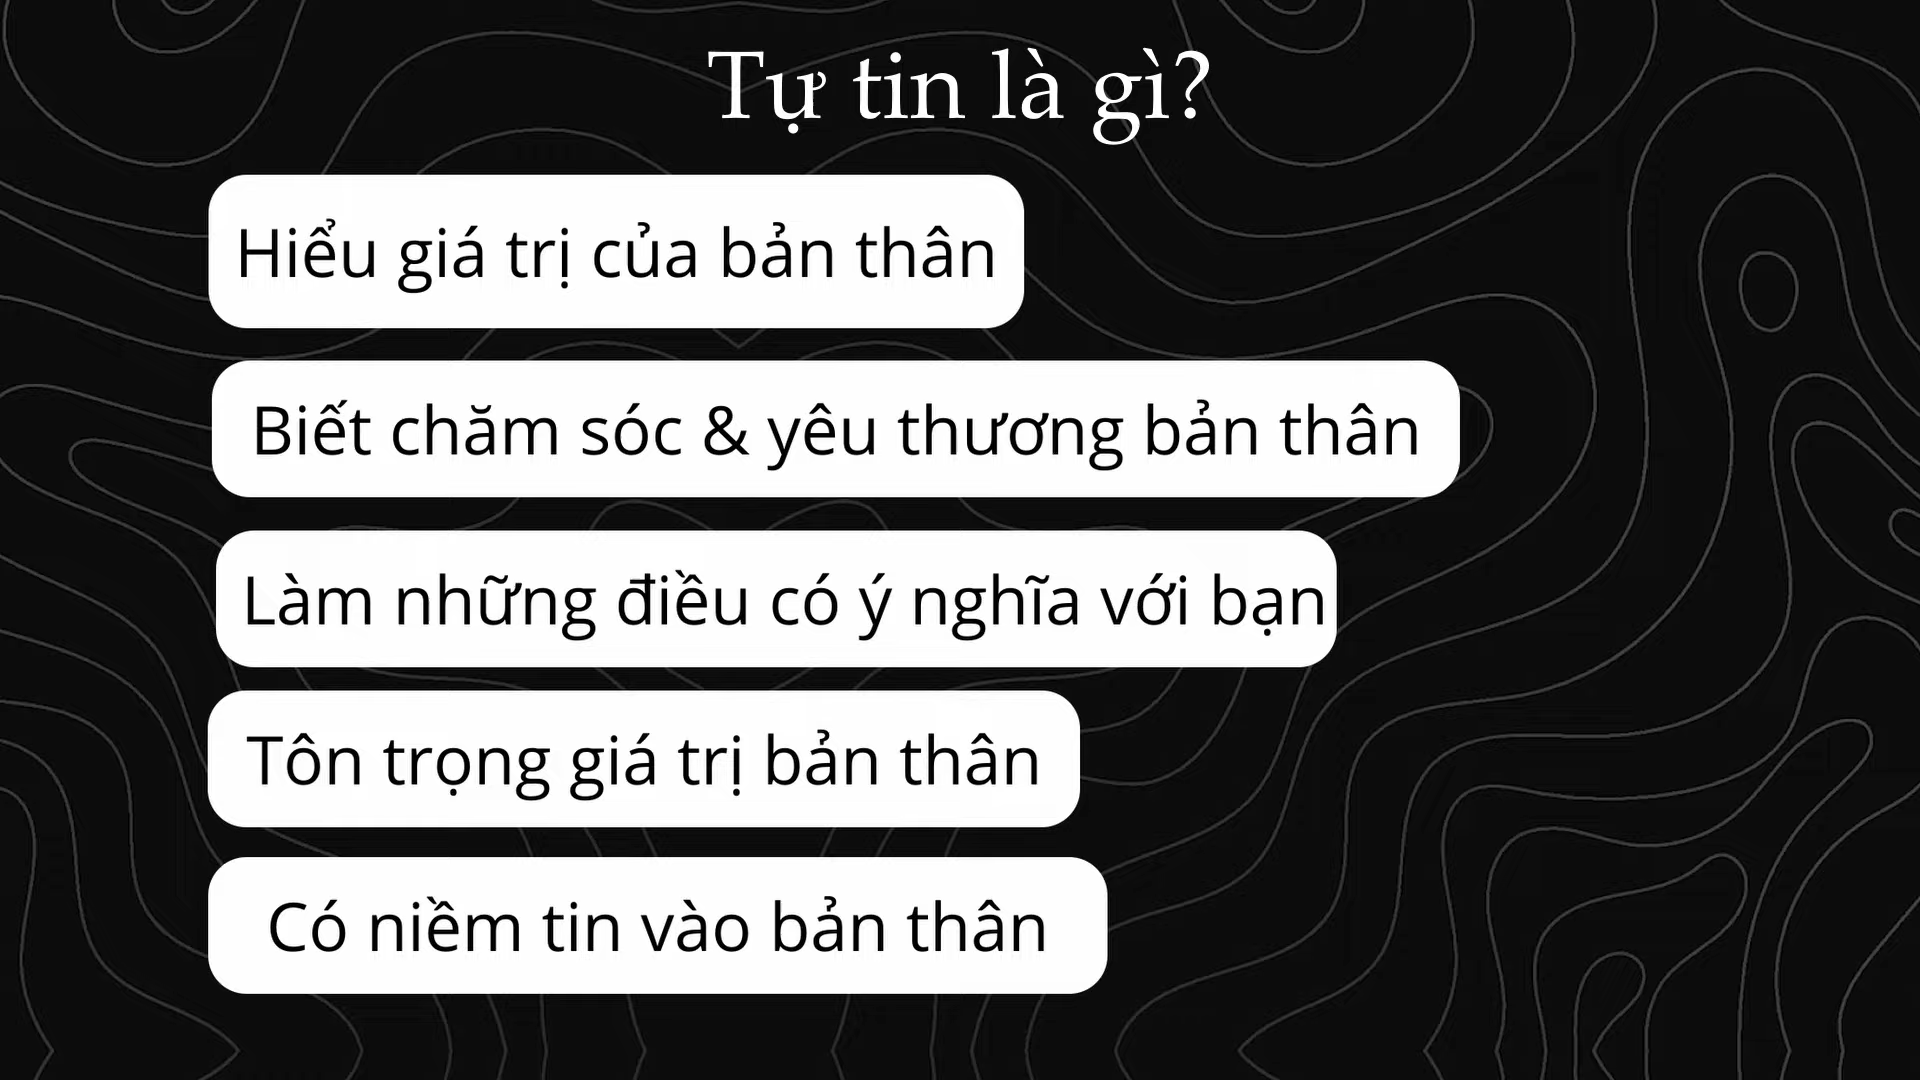 Tự tin là gì?
Hiểu giá trị của bản thân
Biết chăm sóc & yêu thương bản thân
Làm những điều có ý nghĩa với bạn
Tôn trọng giá trị bản thân
Có niềm tin vào bản thân